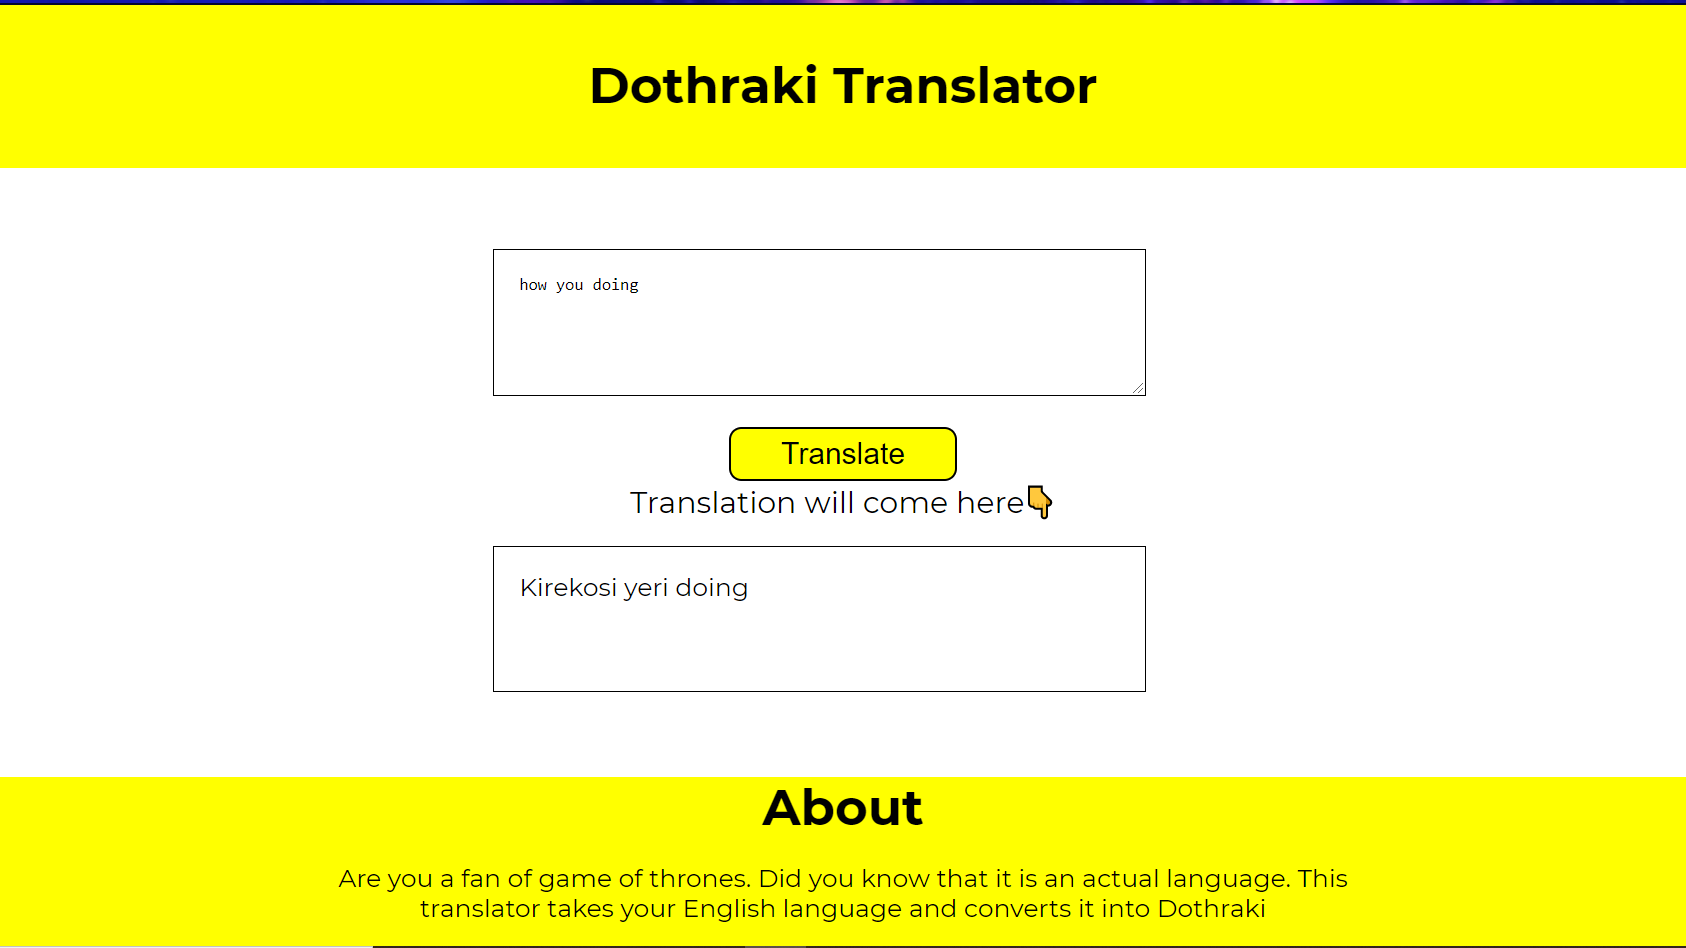 Dothraki Translator
how you doing
Translate
Translation will come here👇
Kirekosi yeri doing
About
Are you a fan of game of thrones. Did you know that it is an actual language. This
translator takes your English language and converts it into Dothraki